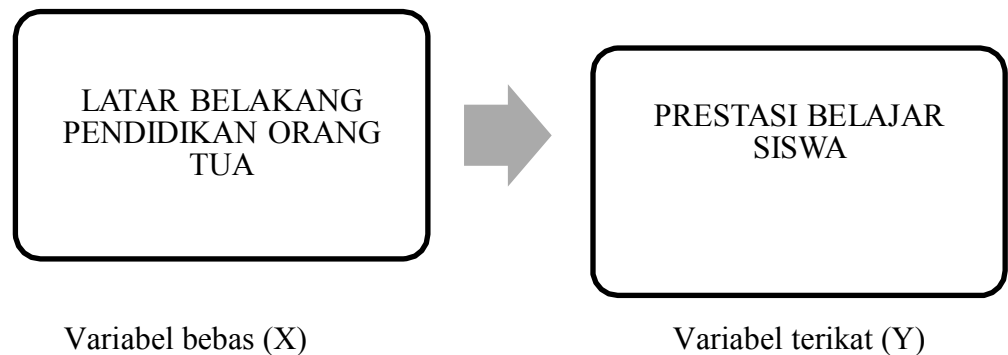 LATAR BELAKANG
PENDIDIKAN ORANG
TUA
PRESTASI BELAJAR
SISWA
Variabel bebas (X)
Variabel terikat (Y)